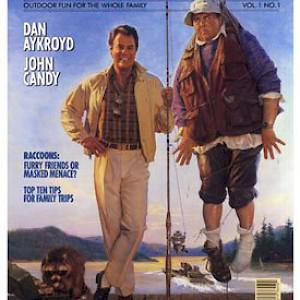 OUTDOOR FUN FOR THE WHOLE FAMILY
VOL. 1 NO. 1
DAN
AYKROYD
JOHN
CANDY
RACCOONS:
FURRY FRIENDS OR
MASKED MENACE?
TOP TEN TIPS
FOR FAMILY TRIPS